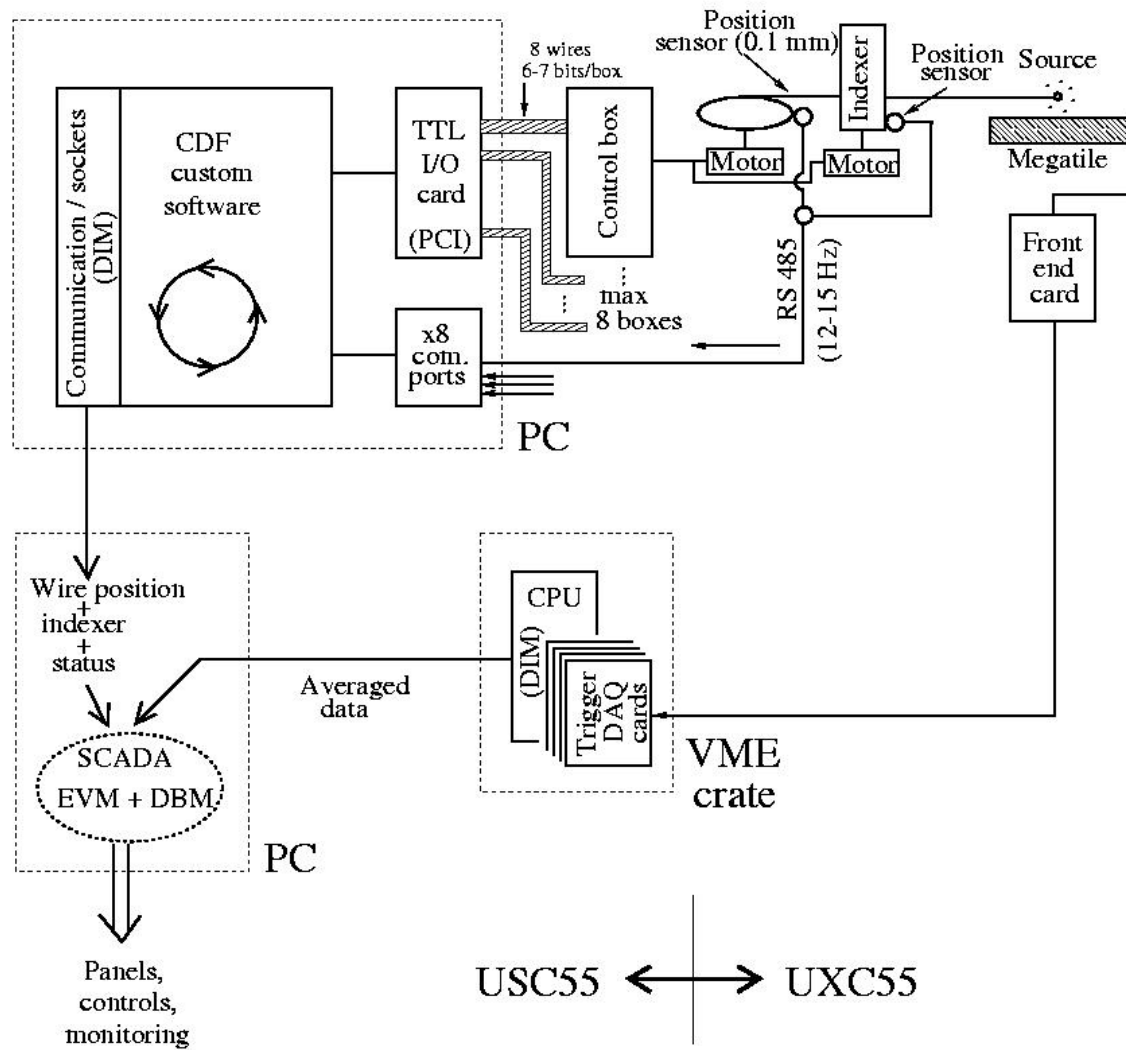 Communication / sockets
(DIM)
CDF
custom
software
TTL
I/O
card
(PCI)
8 wires
6-7 bits/box
Control box
max
8 boxes
x8
com.
ports
PC
Position
sensor (0.1 mm)
Motor
Indexer
Motor
Position
sensor
Source
Megatile
RS 485
(12-15 Hz)
Front
end
card
Wire position
+
indexer
+
status
SCADA
EVM + DBM
PC
Averaged
data
CPU
(DIM)
Trigger
DAQ
cards
VME
crate
Panels,
controls,
monitoring
USC55
UXC55